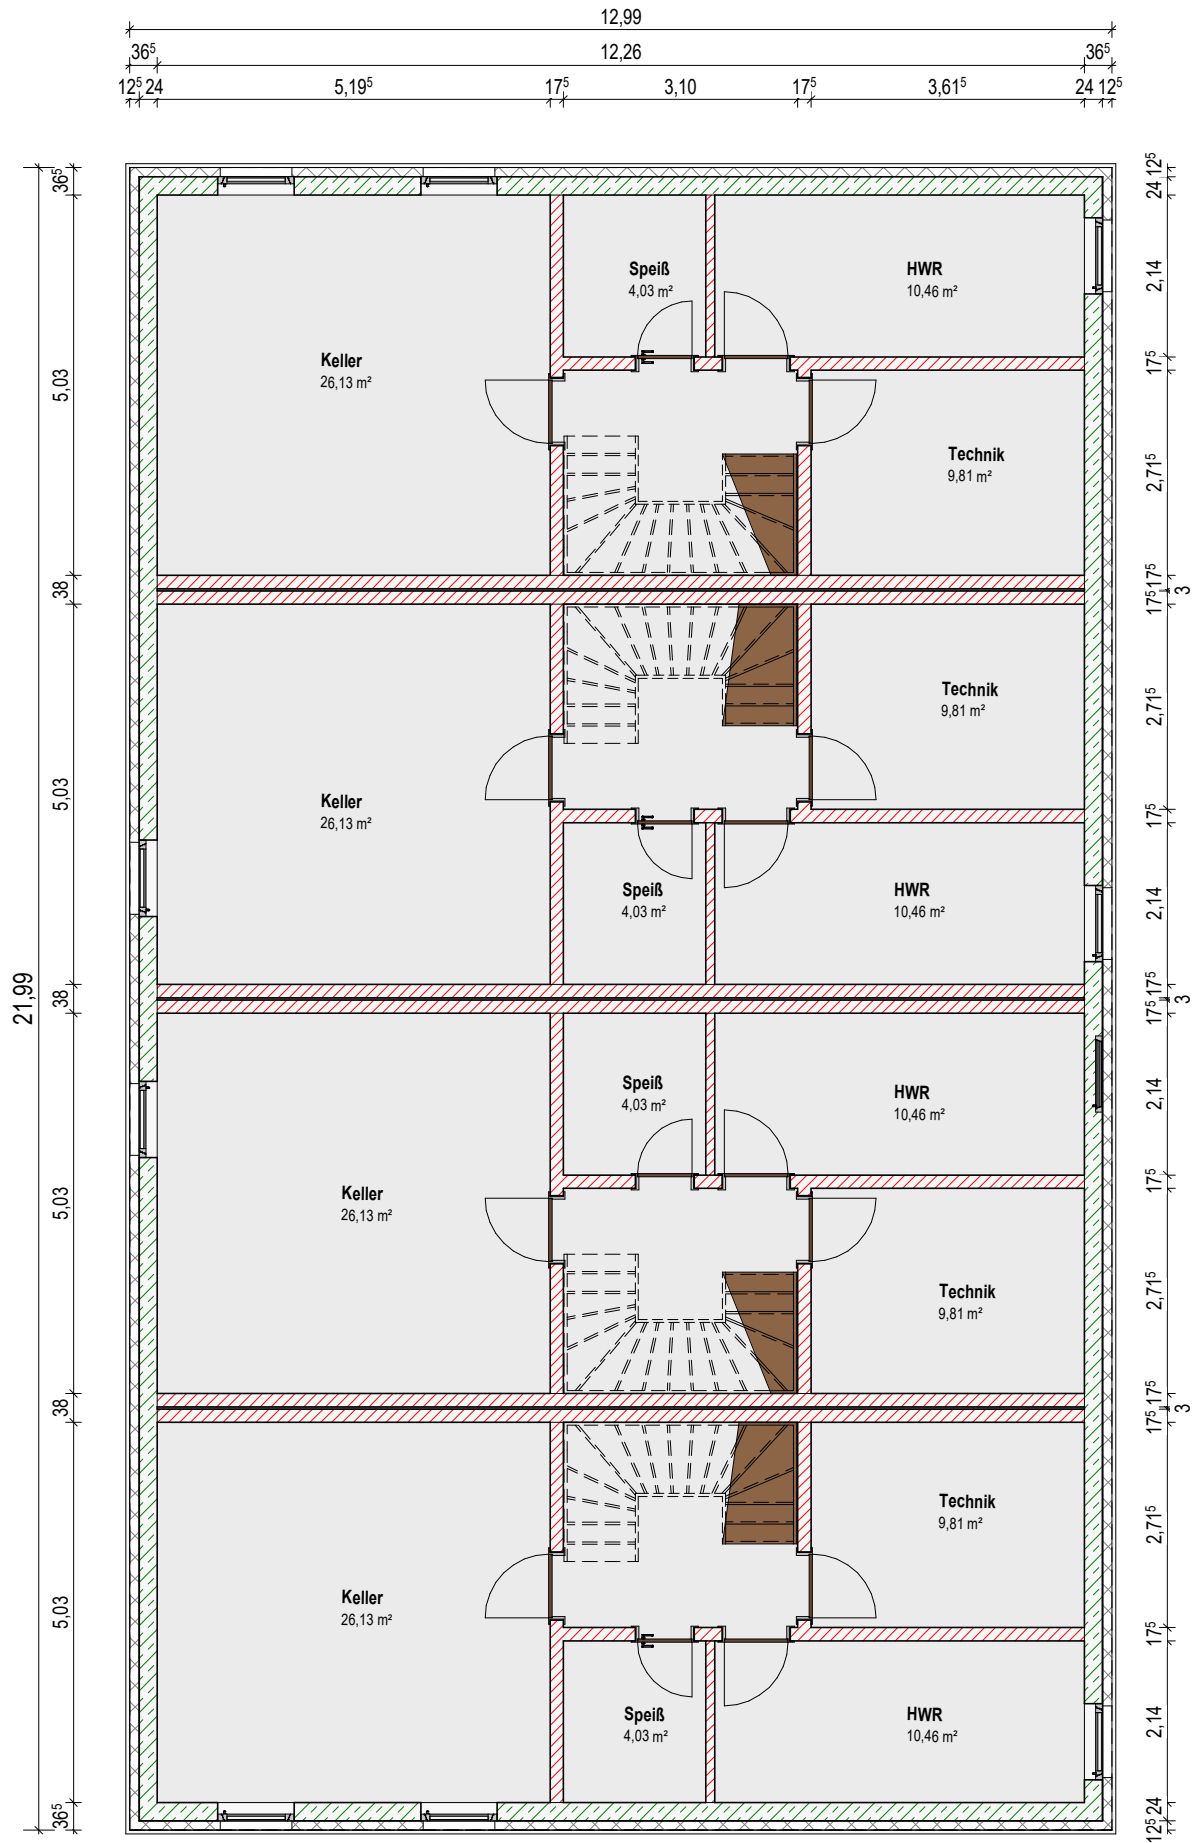 12,99
36⁵ 12,26 36⁵
12⁵ 24 5,19⁵ 17⁵ 3,10 17⁵ 3,61⁵ 24 12⁵
36⁵
5,03
38
5,03
38
5,03
38
5,03
36⁵
21,99
Speiß
4,03 m²
HWR
10,46 m²
Keller
26,13 m²
Technik
9,81 m²
Technik
9,81 m²
Keller
26,13 m²
Speiß
4,03 m²
HWR
10,46 m²
Speiß
4,03 m²
HWR
10,46 m²
Keller
26,13 m²
Technik
9,81 m²
Technik
9,81 m²
Keller
26,13 m²
Speiß
4,03 m²
HWR
10,46 m²
24 12⁵
2,14
17⁵
2,71⁵
17⁵ 17⁵
3
2,71⁵
17⁵
2,14
17⁵ 17⁵
3
2,14
17⁵
2,71⁵
17⁵ 17⁵
3
2,71⁵
17⁵
2,14
12⁵ 24